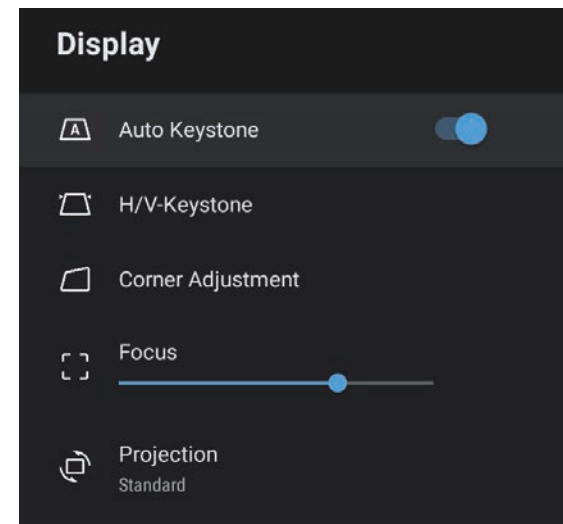 Display
A
Auto Keystone
H/V-Keystone
Corner Adjustment
Focus
Projection
Standard